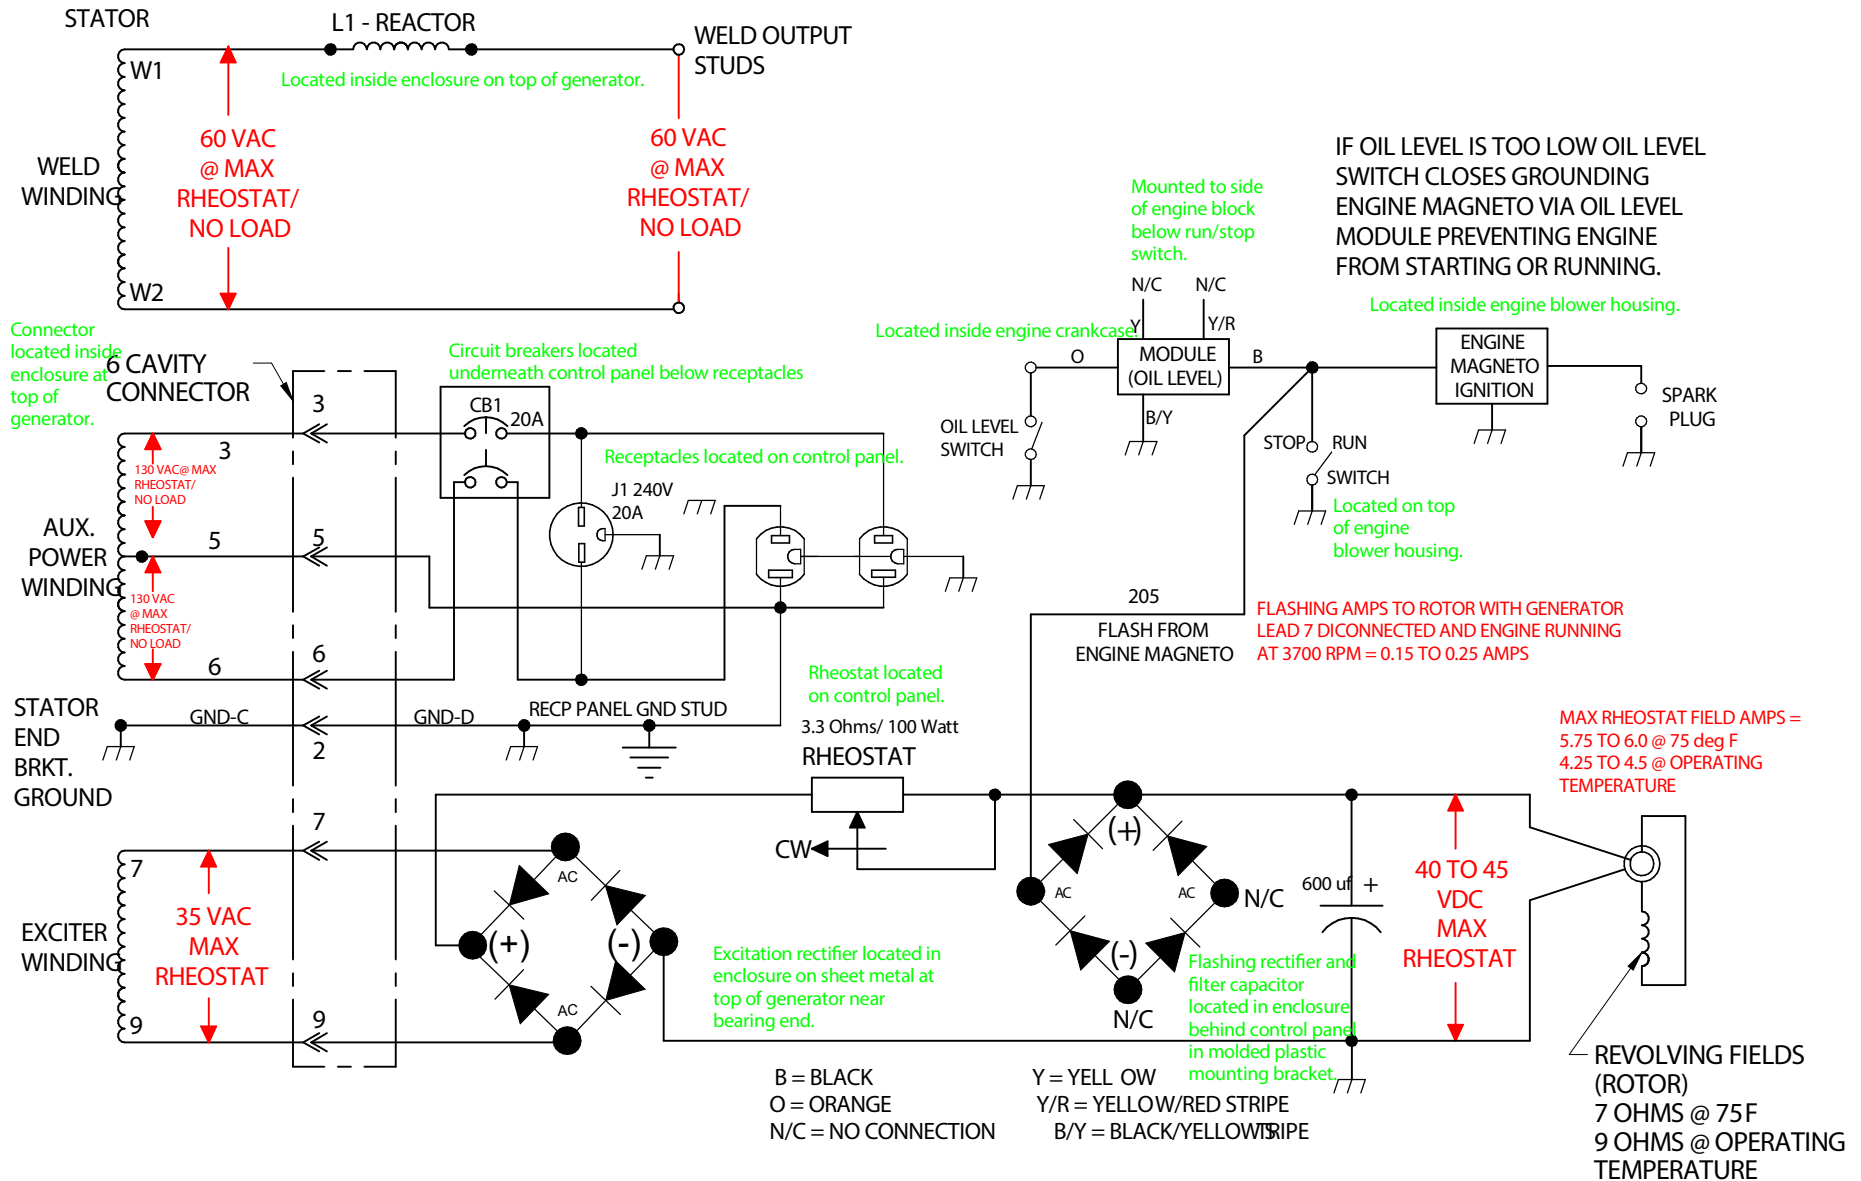 STATOR
L1 - REACTOR
WELD OUTPUT
STUDS
W1
Located inside enclosure on top of generator.
60 VAC
@ MAX
RHEOSTAT/
NO LOAD
60 VAC
@ MAX
RHEOSTAT/
NO LOAD
WELD
WINDING
W2
IF OIL LEVEL IS TOO LOW OIL LEVEL
SWITCH CLOSES GROUNDING
ENGINE MAGNETO VIA OIL LEVEL
MODULE PREVENTING ENGINE
FROM STARTING OR RUNNING.
Mounted to side
of engine block
below run/stop
switch.
N/C
N/C
Y
Y/R
Located inside engine crankcase.
Located inside engine blower housing.
O
MODULE
(OIL LEVEL)
B
B/Y
ENGINE
MAGNETO
IGNITION
SPARK
PLUG
OIL LEVEL
SWITCH
STOP
RUN
SWITCH
Located on top
of engine
blower housing.
Connector
located inside
enclosure at
top of
generator.
6 CAVITY
CONNECTOR
Circuit breakers located
underneath control panel below receptacles
CB1
20A
3
3
Receptacles located on control panel.
J1 240V
20A
130 VAC@ MAX
RHEOSTAT/
NO LOAD
AUX.
POWER
WINDING
5
5
130 VAC
@ MAX
RHEOSTAT/
NO LOAD
6
6
205
FLASH FROM
ENGINE MAGNETO
FLASHING AMPS TO ROTOR WITH GENERATOR
LEAD 7 DICONNECTED AND ENGINE RUNNING
AT 3700 RPM = 0.15 TO 0.25 AMPS
STATOR
END
BRKT.
GROUND
GND-C
2
GND-D
RECP PANEL GND STUD
Rheostat located
on control panel.
3.3 Ohms/ 100 Watt
RHEOSTAT
CW
MAX RHEOSTAT FIELD AMPS =
5.75 TO 6.0 @ 75 deg F
4.25 TO 4.5 @ OPERATING
TEMPERATURE
7
7
EXCITER
WINDING
35 VAC
MAX
RHEOSTAT
9
9
AC
(+)
(-)
AC
Excitation rectifier located in
enclosure on sheet metal at
top of generator near
bearing end.
(+)
AC
AC
(-)
N/C
N/C
600 uf +
40 TO 45
VDC
MAX
RHEOSTAT
Flashing rectifier and
filter capacitor
located in enclosure
behind control panel
in molded plastic
mounting bracket.
REVOLVING FIELDS
(ROTOR)
7 OHMS @ 75 F
9 OHMS @ OPERATING
TEMPERATURE
B = BLACK
O = ORANGE
N/C = NO CONNECTION
Y = YELL OW
Y/R = YELLOW/RED STRIPE
B/Y = BLACK/YELLOW